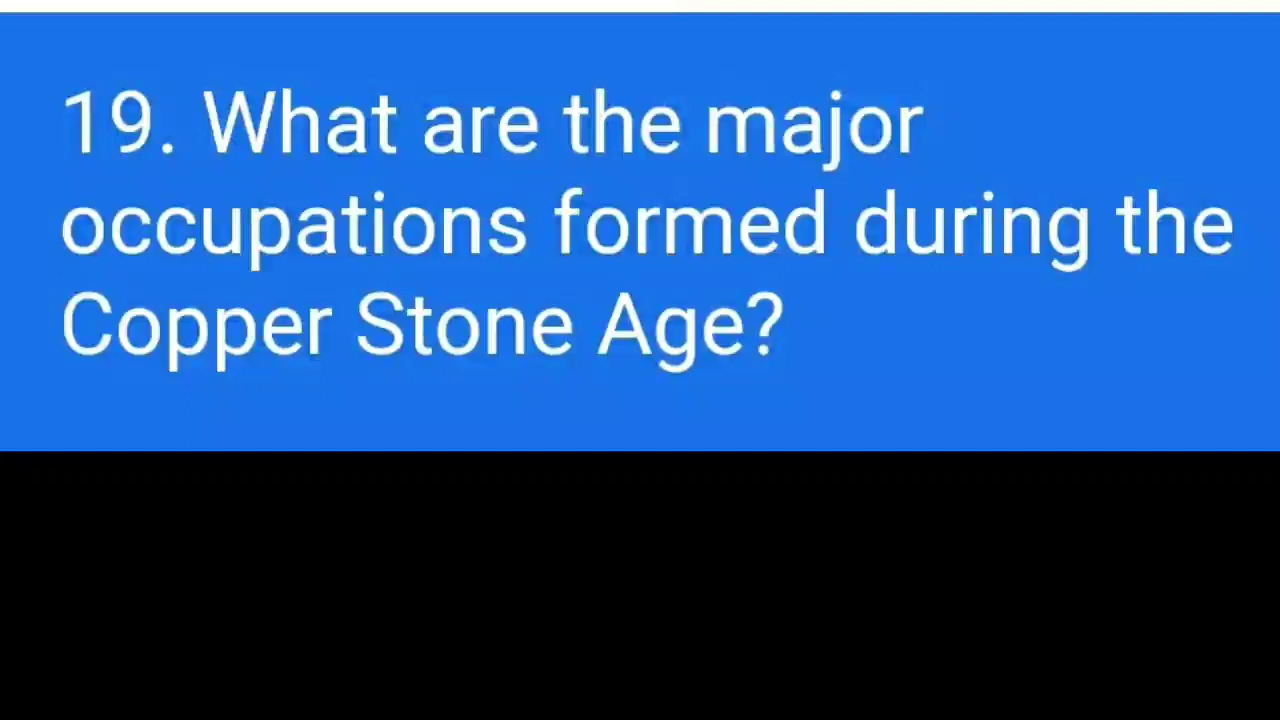 19. What are the major
occupations formed during the
Copper Stone Age?